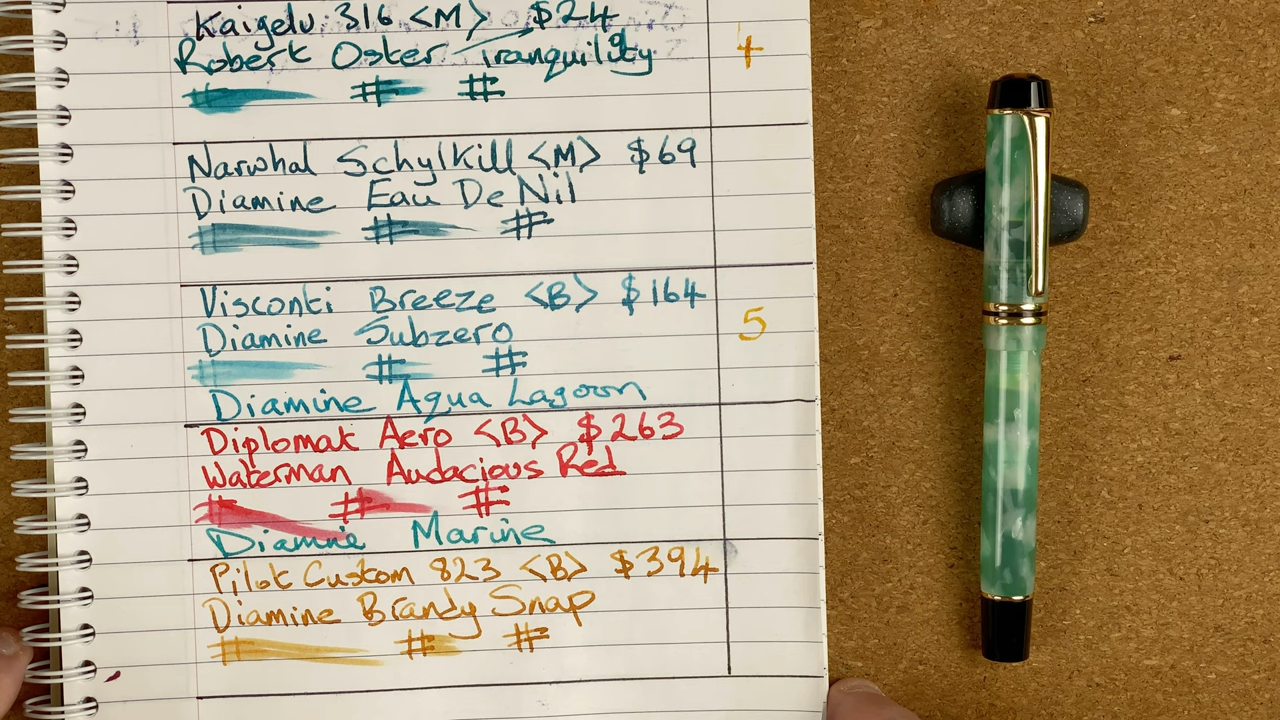 Kaigelu 316 <M> $24
Robert Oster Tranquility
4
# #
Narwhal Schylkill <M> $69
Diamine Eau De Nil
# #
Visconti Breeze <B> $164
Diamine Subzero
5
# #
Diamine Aqua Lagoon
Diplomat Aero <B> $263
Waterman Audacious Red
# # #
Diamine Marine
Pilot Custom 823 <B> $394
Diamine Brandy Snap
# # #